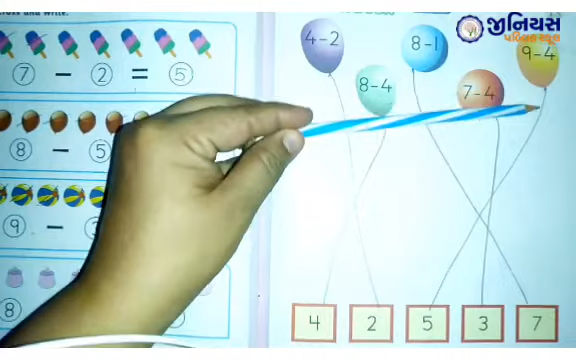 જીનિયસ
પબ્લિક સ્કૂલ
and write.
7 − 2 = 5
8 − 5
9 −
8
4-2
8-1
9-4
8-4
7-4
4 2 5 3 7